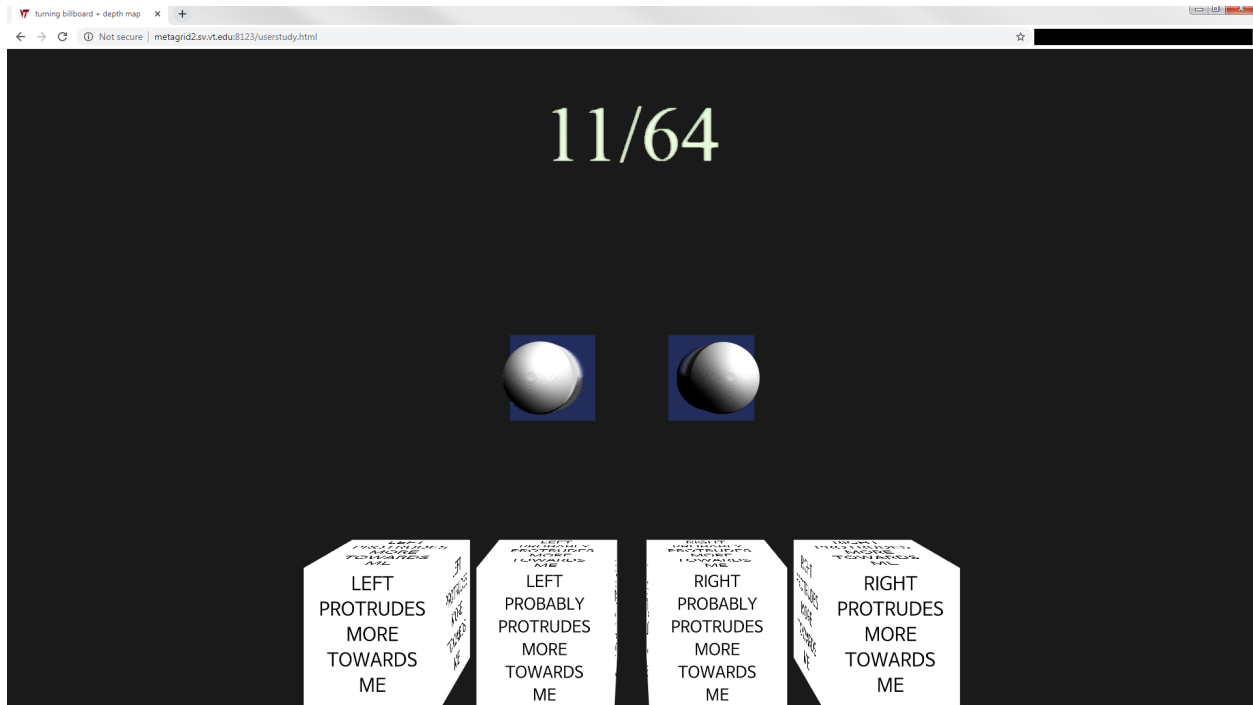 turning billboard + depth map
Not secure | metagrid2.sv.vt.edu:8123/userstudy.html
11/64
LEFT
PROTRUDES
MORE
TOWARDS
ME
LEFT
PROBABLY
PROTRUDES
MORE
TOWARDS
ME
RIGHT
PROBABLY
PROTRUDES
MORE
TOWARDS
ME
RIGHT
PROTRUDES
MORE
TOWARDS
ME